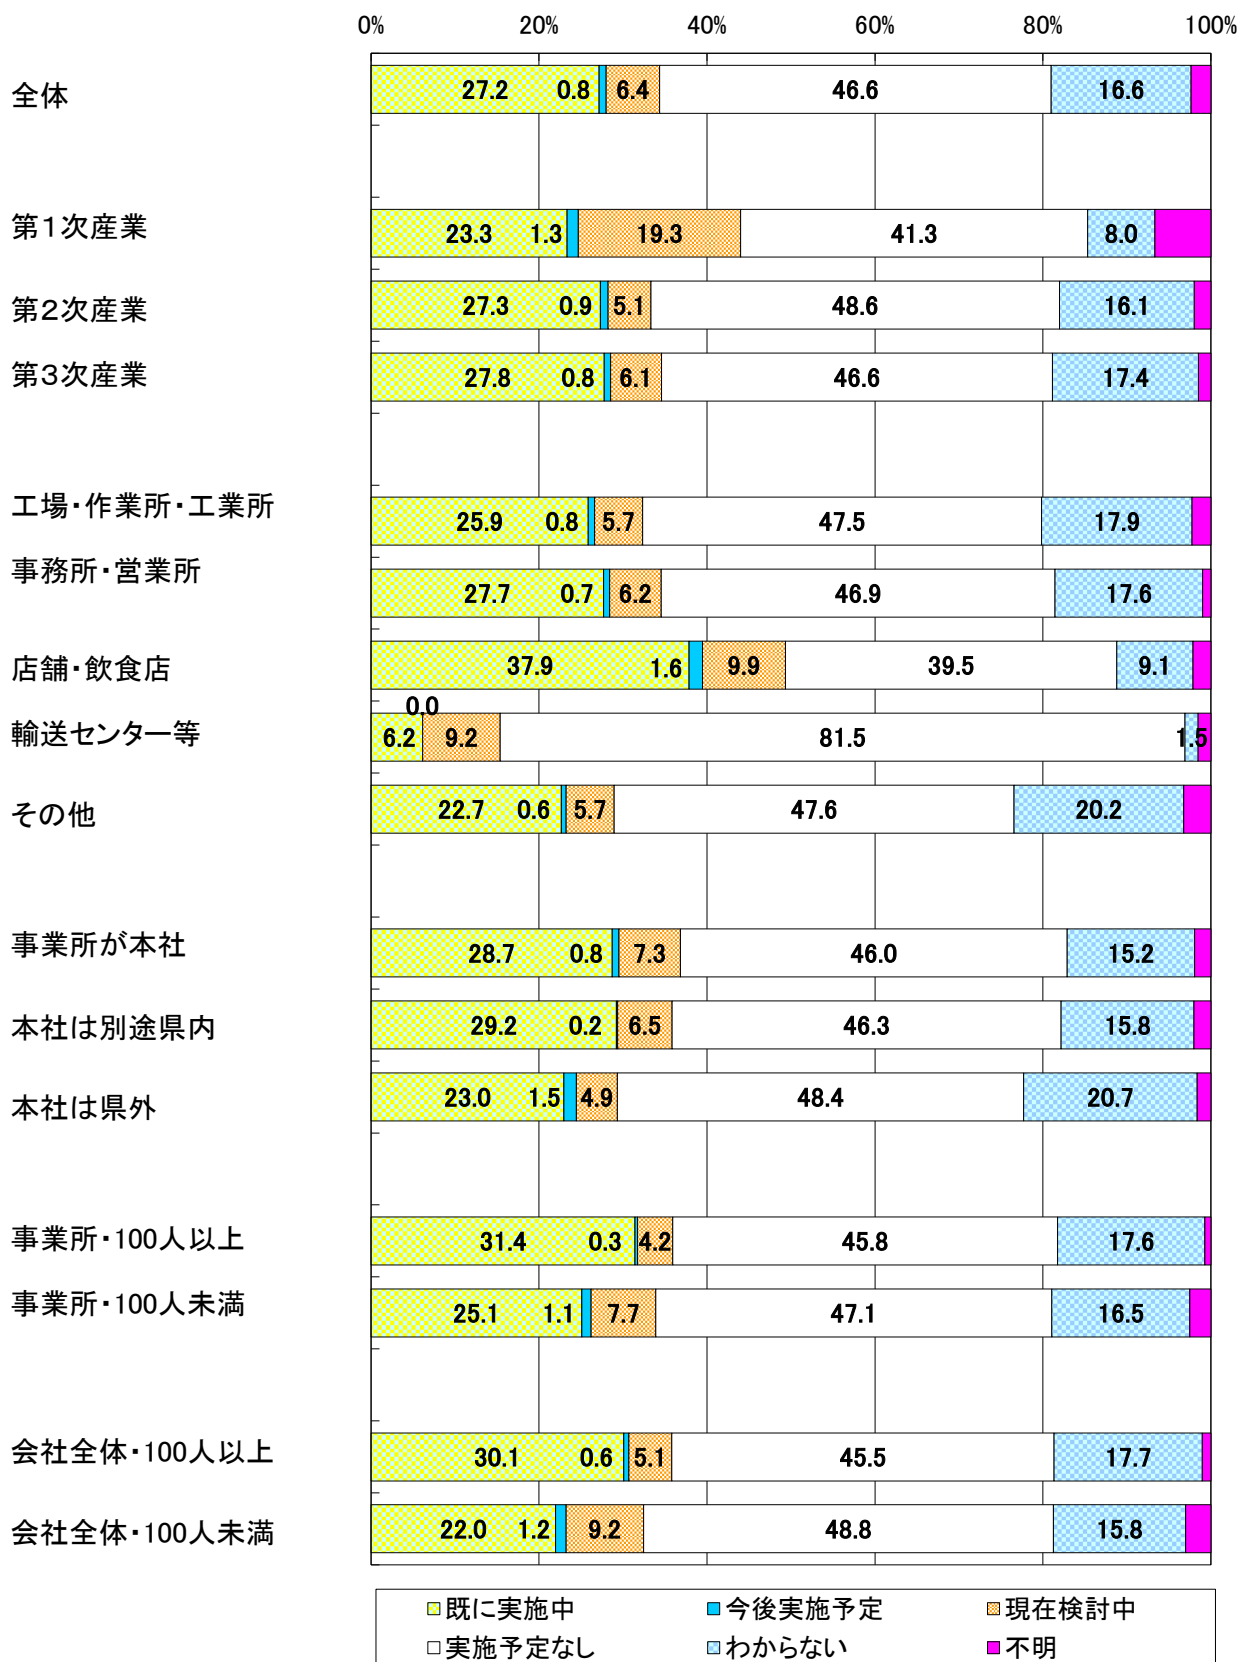 0% 20% 40% 60% 80% 100%
全体 27.2 0.8 6.4 46.6 16.6
第１次産業 23.3 1.3 19.3 41.3 8.0
第２次産業 27.3 0.9 5.1 48.6 16.1
第３次産業 27.8 0.8 6.1 46.6 17.4
工場・作業所・工業所 25.9 0.8 5.7 47.5 17.9
事務所・営業所 27.7 0.7 6.2 46.9 17.6
店舗・飲食店 37.9 1.6 9.9 39.5 9.1
0.0
輸送センター等 6.2 9.2 81.5 1.5
その他 22.7 0.6 5.7 47.6 20.2
事業所が本社 28.7 0.8 7.3 46.0 15.2
本社は別途県内 29.2 0.2 6.5 46.3 15.8
本社は県外 23.0 1.5 4.9 48.4 20.7
事業所・100人以上 31.4 0.3 4.2 45.8 17.6
事業所・100人未満 25.1 1.1 7.7 47.1 16.5
会社全体・100人以上 30.1 0.6 5.1 45.5 17.7
会社全体・100人未満 22.0 1.2 9.2 48.8 15.8
既に実施中 今後実施予定 現在検討中
実施予定なし わからない 不明